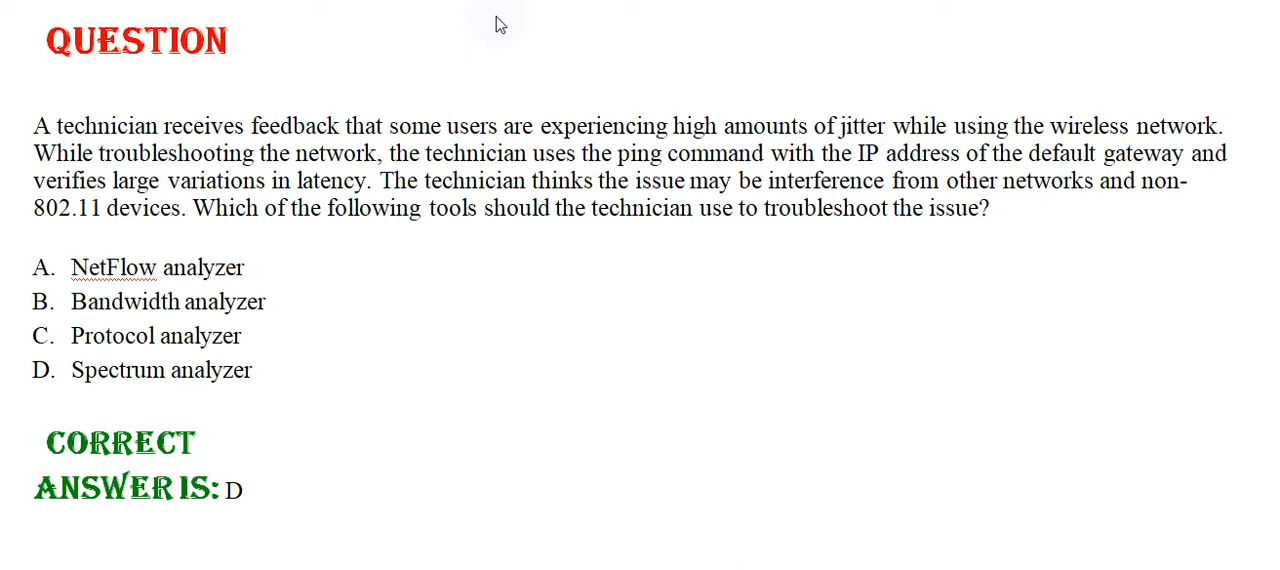 QUESTION
A technician receives feedback that some users are experiencing high amounts of jitter while using the wireless network.
While troubleshooting the network, the technician uses the ping command with the IP address of the default gateway and
verifies large variations in latency. The technician thinks the issue may be interference from other networks and non-
802.11 devices. Which of the following tools should the technician use to troubleshoot the issue?
A. NetFlow analyzer
B. Bandwidth analyzer
C. Protocol analyzer
D. Spectrum analyzer
CORRECT
ANSWER IS: D